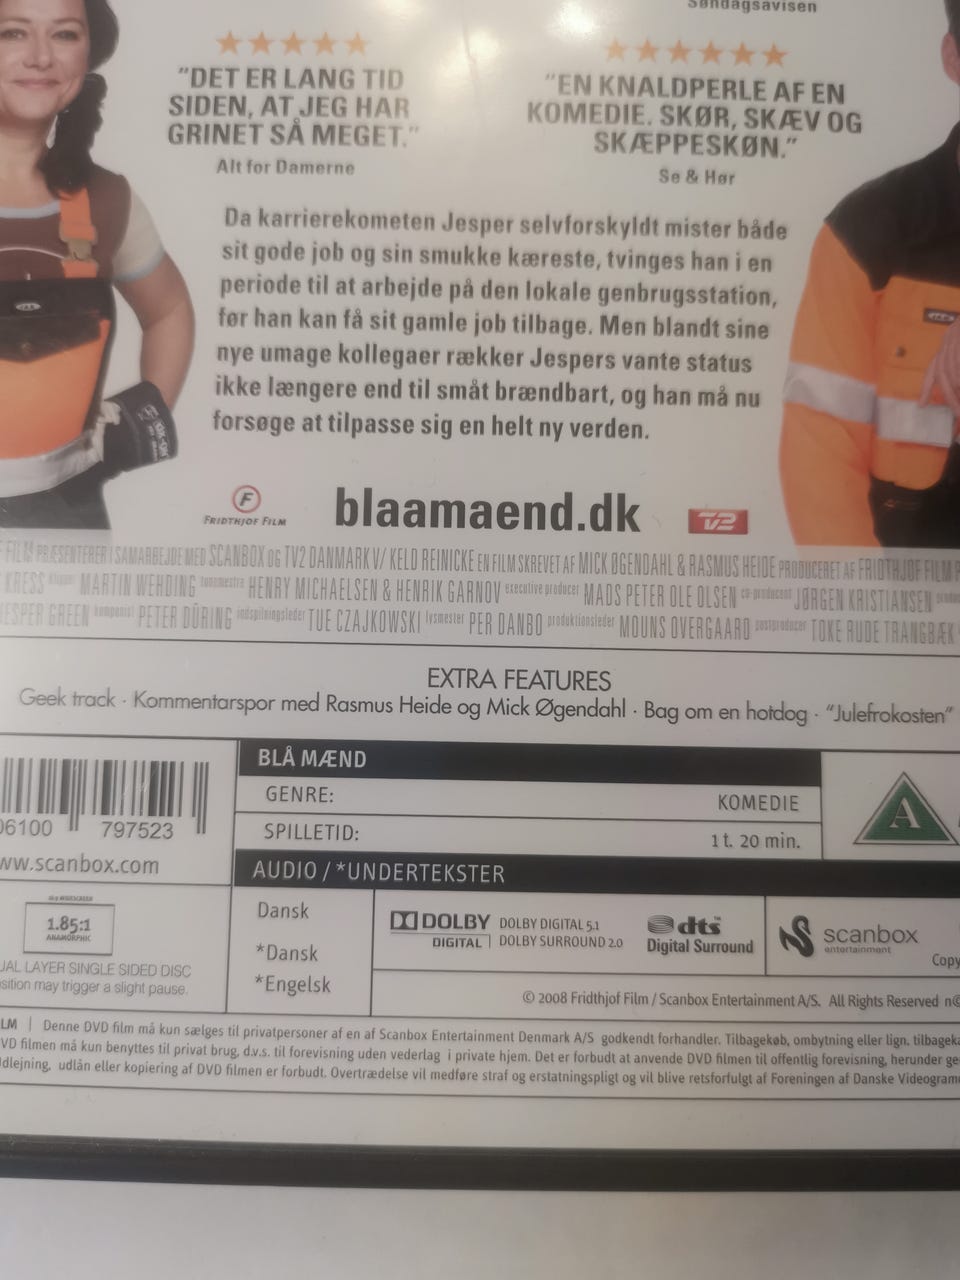 Søndagsavisen
"DET ER LANG TID
SIDEN, AT JEG HAR
GRINET SÅ MEGET."
Alt for Damerne
"EN KNALDPERLE AF EN
KOMEDIE. SKØR, SKÆV OG
SKÆPPESKØN."
Se & Hør
Da karrierekometen Jesper selvforskyldt mister både
sit gode job og sin smukke kæreste, tvinges han i en
periode til at arbejde på den lokale genbrugsstation,
før han kan få sit gamle job tilbage. Men blandt sine
nye umage kollegaer rækker Jespers vante status
ikke længere end til småt brændbart, og han må nu
forsøge at tilpasse sig en helt ny verden.
F
FRIDTHJOF FILM
blaamaend.dk
TV2
FILM PRÆSENTERER I SAMARBEJDE MED SCANBOX OG TV2 DANMARK V/ KELD REINICKE EN FILM SKREVET AF MICK ØGENDAHL & RASMUS HEIDE PRODUCERET AF FRIDTHJOF FILM
KRESS klipper MARTIN WEHDING tonemestre HENRY MICHAELSEN & HENRIK GARNOV executive producer MADS PETER OLE OLSEN co-producent JØRGEN KRISTIANSEN
JESPER GREEN komponist PETER DÜRING indspilningsleder TUE CZAJKOWSKI lysmester PER DANBO produktionsleder MOUNS OVERGAARD postproducer TOKE RUDE TRANGBÆK
EXTRA FEATURES
Geek track · Kommentarspor med Rasmus Heide og Mick Øgendahl · Bag om en hotdog · "Julefrokosten"
BLÅ MÆND
GENRE: KOMEDIE
SPILLETID: 1 t. 20 min.
A
06100 797523
www.scanbox.com
AUDIO / *UNDERTEKSTER
Dansk
*Dansk
*Engelsk
16:9 WIDESCREEN
1.85:1
ANAMORPHIC
DUAL LAYER SINGLE SIDED DISC
sition may trigger a slight pause.
DOLBY
DIGITAL
DOLBY DIGITAL 5.1
DOLBY SURROUND 2.0
dts™
Digital Surround
scanbox
entertainment
Copy
© 2008 Fridthjof Film / Scanbox Entertainment A/S. All Rights Reserved
LM | Denne DVD film må kun sælges til privatpersoner af en af Scanbox Entertainment Denmark A/S godkendt forhandler. Tilbagekøb, ombytning eller lign. tilbageka
VD filmen må kun benyttes til privat brug, d.v.s. til forevisning uden vederlag i private hjem. Det er forbudt at anvende DVD filmen til offentlig forevisning, herunder ge
dlejning, udlån eller kopiering af DVD filmen er forbudt. Overtrædelse vil medføre straf og erstatningspligt og vil blive retsforfulgt af Foreningen af Danske Videogram